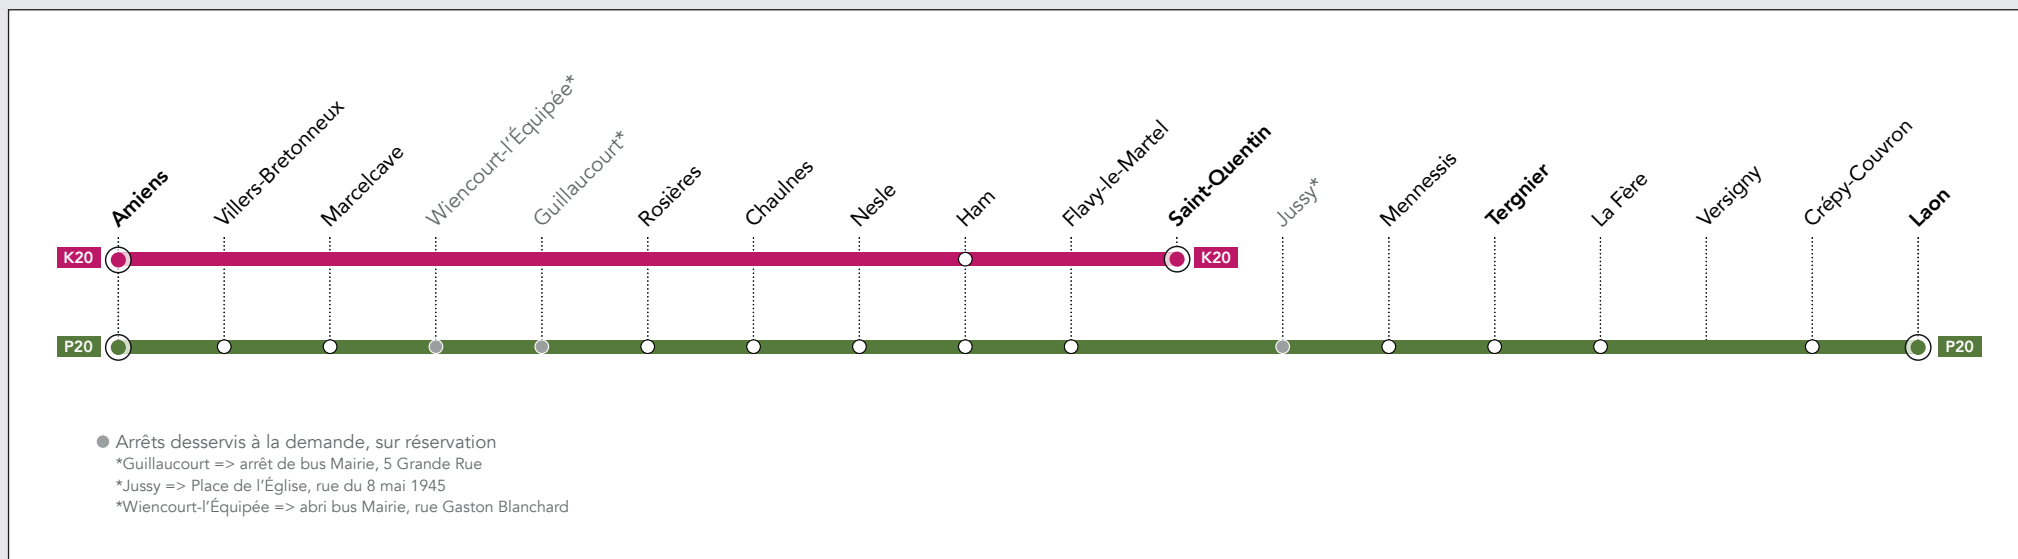 Amiens
Villers-Bretonneux
Marcelcave
Wiencourt-l'Équipée*
Guillaucourt*
Rosières
Chaulnes
Nesle
Ham
Flavy-le-Martel
Saint-Quentin
Jussy*
Mennessis
Tergnier
La Fère
Versigny
Crépy-Couvron
Laon
K20
K20
P20
P20
Arrêts desservis à la demande, sur réservation
*Guillaucourt => arrêt de bus Mairie, 5 Grande Rue
*Jussy => Place de l'Église, rue du 8 mai 1945
*Wiencourt-l'Équipée => abri bus Mairie, rue Gaston Blanchard